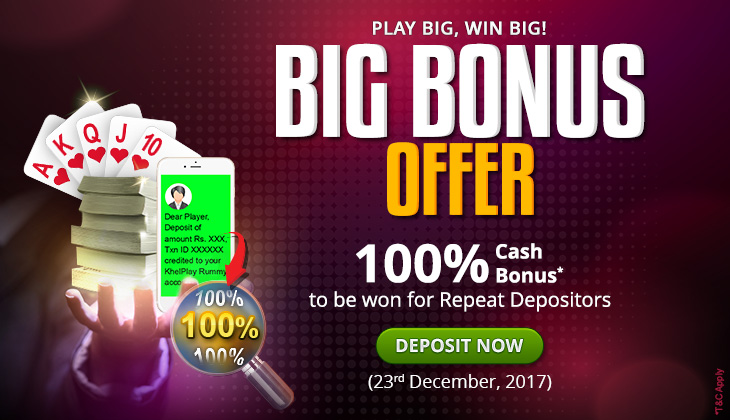 PLAY BIG, WIN BIG!
BIG BONUS
OFFER
100% Cash
Bonus*
to be won for Repeat Depositors
DEPOSIT NOW
(23rd December, 2017)
A K Q J 10
Dear Player,
Deposit of
amount Rs. XXX,
Txn ID XXXXXX
credited to your
KhelPlay Rummy
acco
100%
100%
100%
*T&C Apply